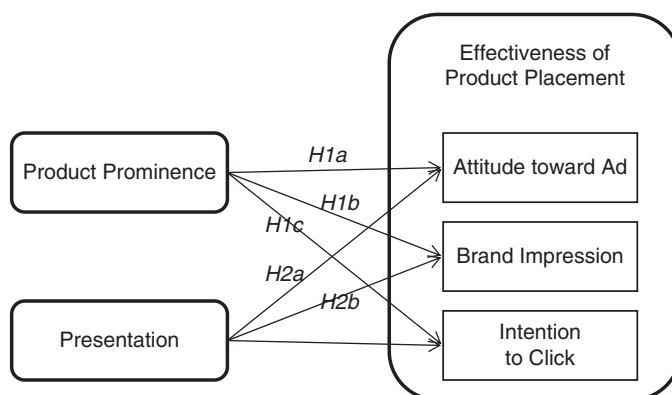 Effectiveness of
Product Placement
Product Prominence
H1a
Attitude toward Ad
H1b
H1c
Brand Impression
H2a
H2b
Presentation
Intention
to Click